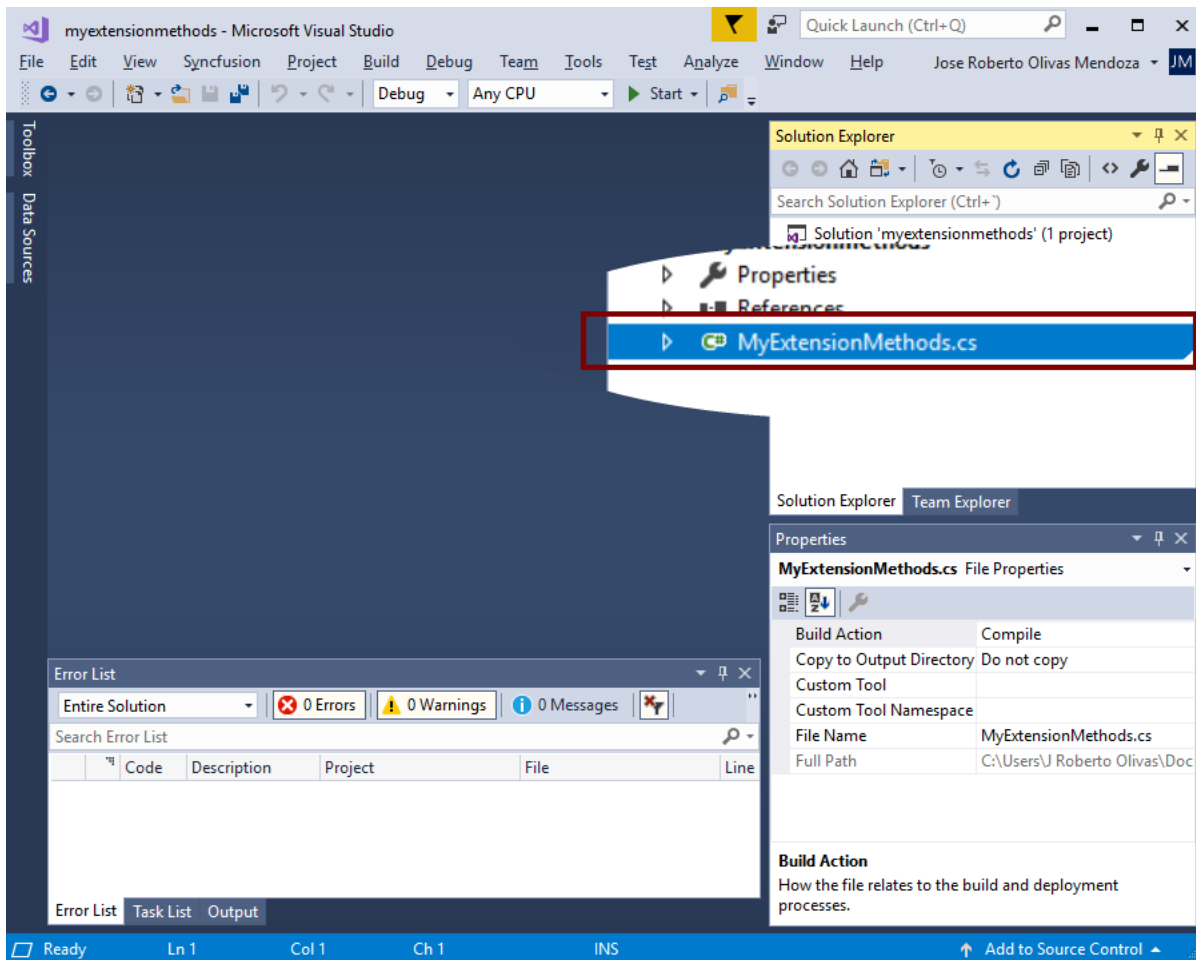 myextensionmethods - Microsoft Visual Studio
Quick Launch (Ctrl+Q)
File Edit View Syncfusion Project Build Debug Team Tools Test Analyze Window Help Jose Roberto Olivas Mendoza JM
Debug Any CPU Start
Toolbox
Data Sources
Solution Explorer
Search Solution Explorer (Ctrl+`)
Solution 'myextensionmethods' (1 project)
Properties
References
C# MyExtensionMethods.cs
Solution Explorer Team Explorer
Properties
MyExtensionMethods.cs File Properties
Build Action Compile
Copy to Output Directory Do not copy
Custom Tool
Custom Tool Namespace
File Name MyExtensionMethods.cs
Full Path C:\Users\J Roberto Olivas\Doc
Build Action
How the file relates to the build and deployment
processes.
Error List
Entire Solution 0 Errors 0 Warnings 0 Messages
Search Error List
Code Description Project File Line
Error List Task List Output
Ready Ln 1 Col 1 Ch 1 INS Add to Source Control